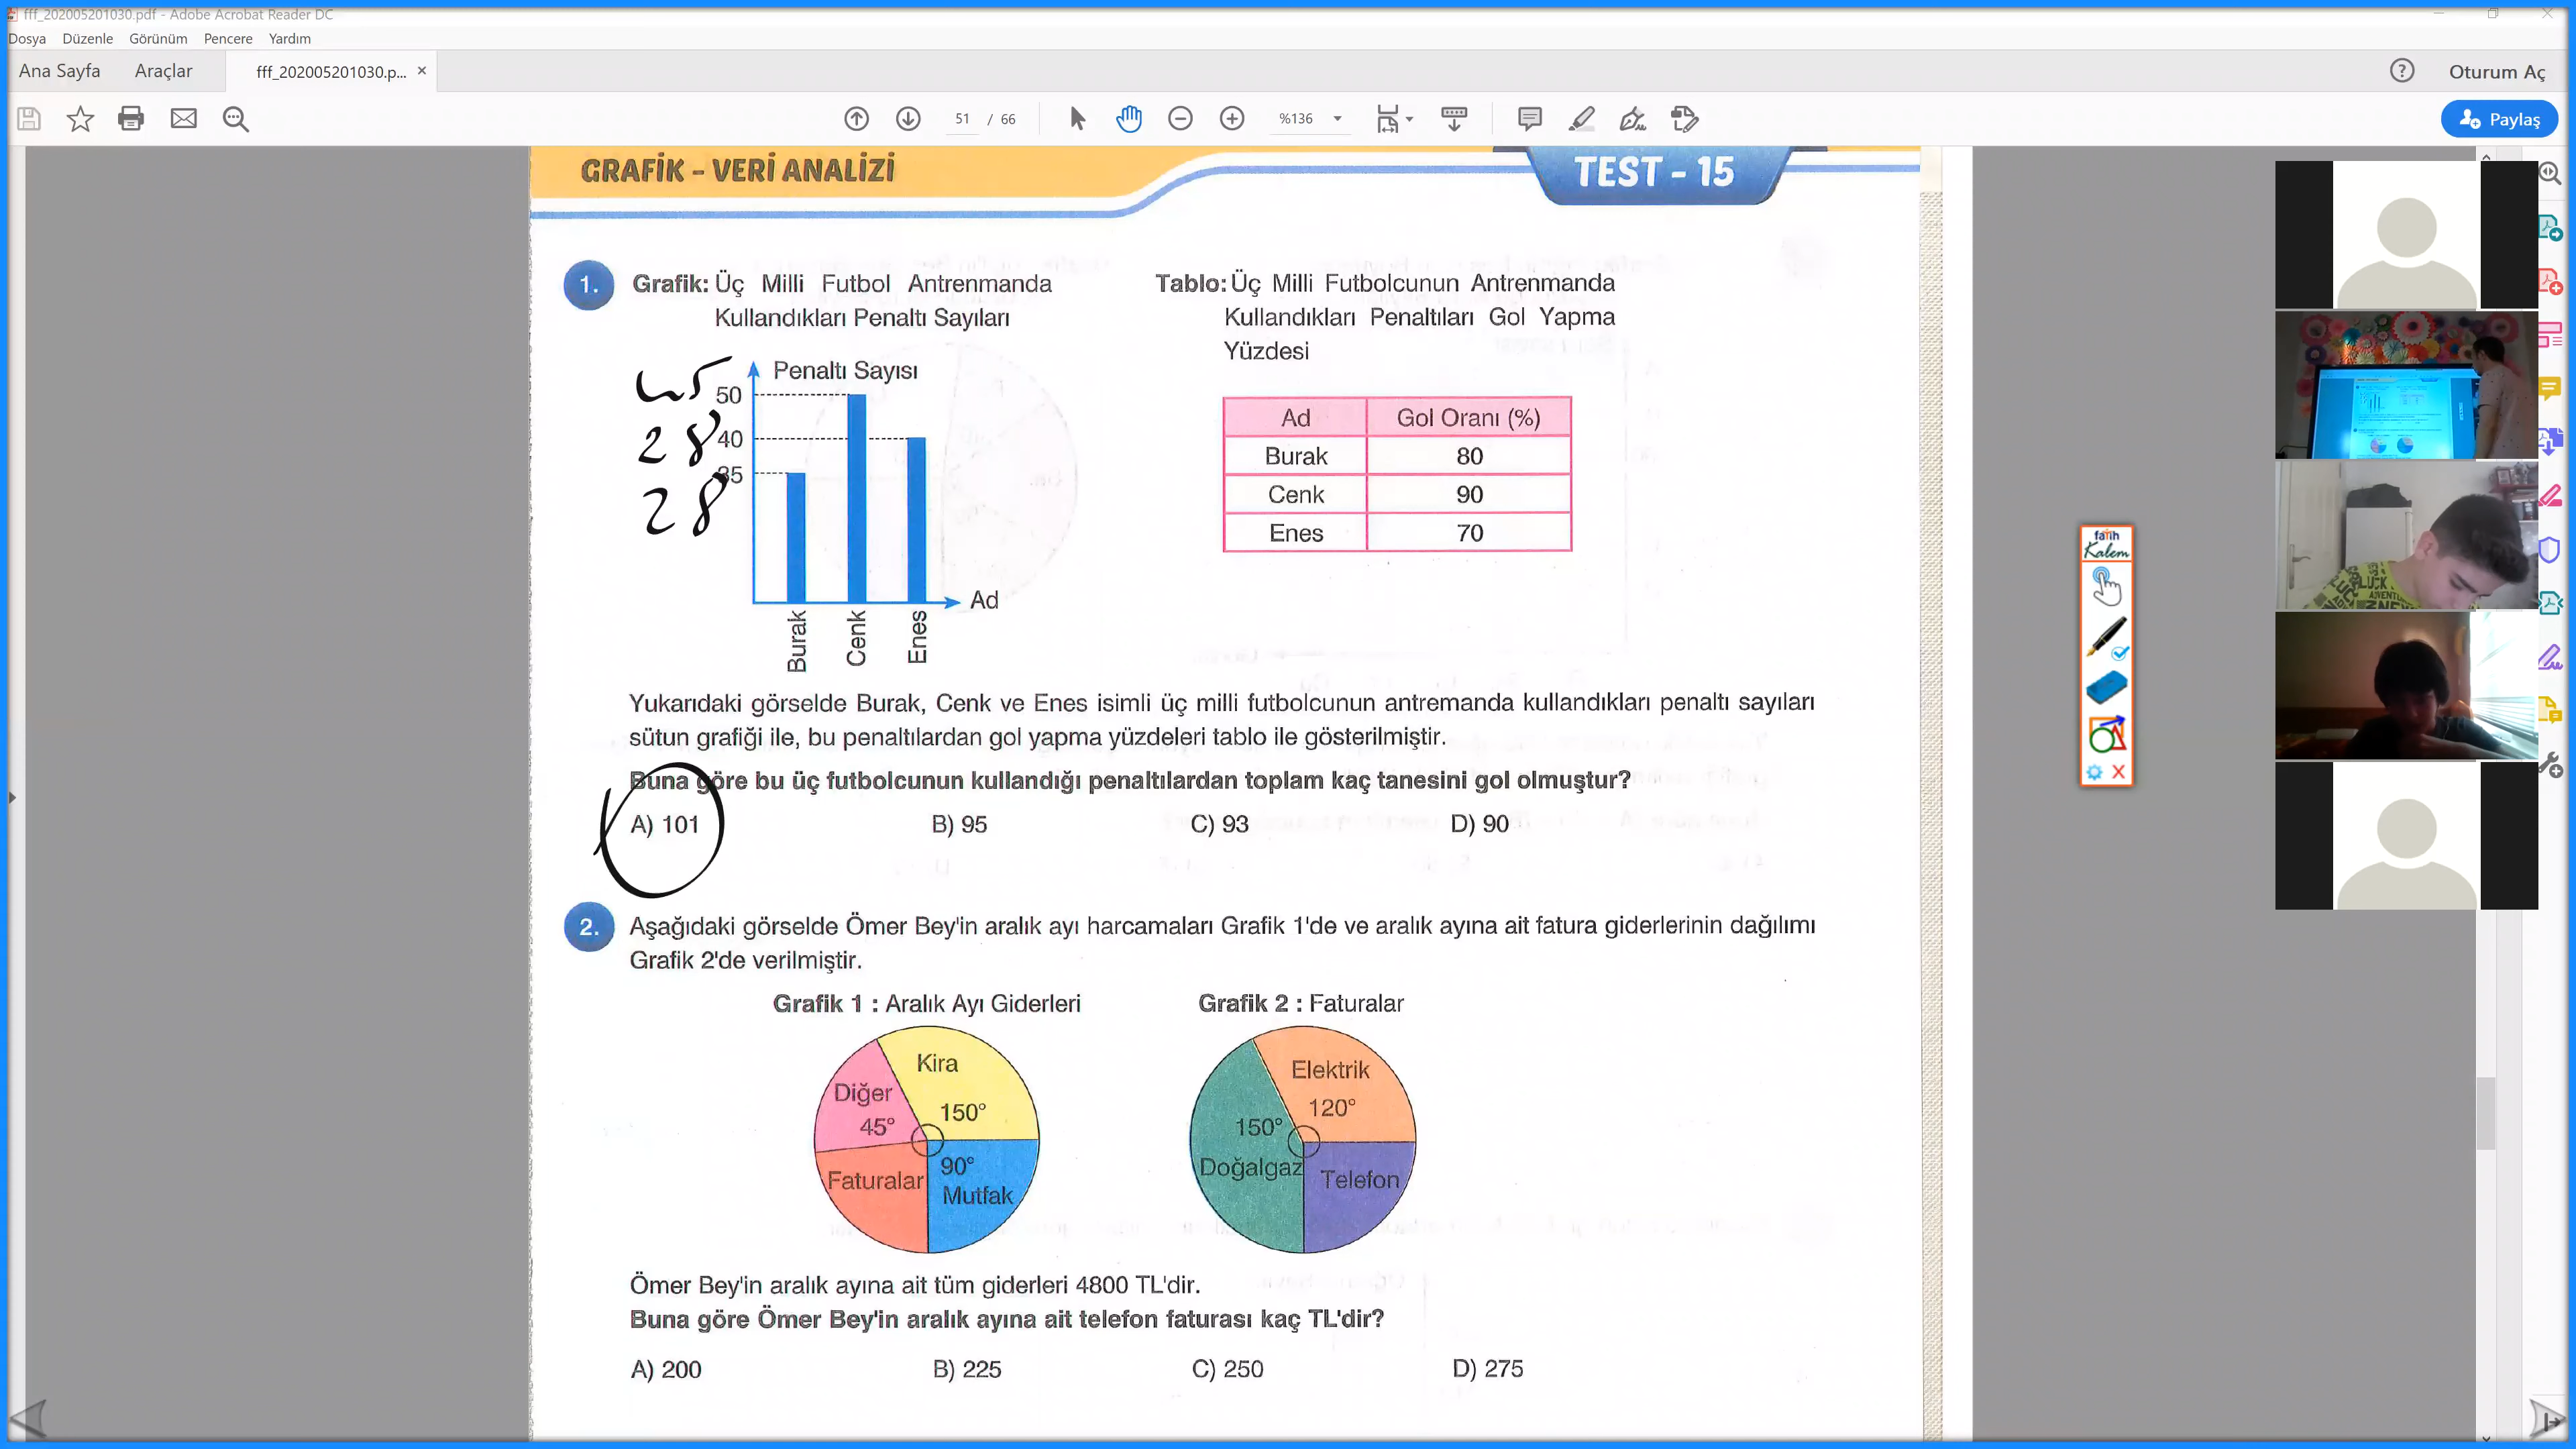 fff_202005201030.pdf - Adobe Acrobat Reader DC
Dosya Düzenle Görünüm Pencere Yardım
Ana Sayfa Araçlar fff_202005201030.p... × Oturum Aç
51 / 66 %136 Paylaş
GRAFİK - VERİ ANALİZİ
TEST - 15
1.
Grafik: Üç Milli Futbol Antrenmanda
Kullandıkları Penaltı Sayıları
Penaltı Sayısı
50
40
35
45
28
28
Ad
Burak
Cenk
Enes
Tablo: Üç Milli Futbolcunun Antrenmanda
Kullandıkları Penaltıları Gol Yapma
Yüzdesi
Ad Gol Oranı (%)
Burak 80
Cenk 90
Enes 70
Yukarıdaki görselde Burak, Cenk ve Enes isimli üç milli futbolcunun antremanda kullandıkları penaltı sayıları
sütun grafiği ile, bu penaltılardan gol yapma yüzdeleri tablo ile gösterilmiştir.
Buna göre bu üç futbolcunun kullandığı penaltılardan toplam kaç tanesini gol olmuştur?
A) 101 B) 95 C) 93 D) 90
2.
Aşağıdaki görselde Ömer Bey'in aralık ayı harcamaları Grafik 1'de ve aralık ayına ait fatura giderlerinin dağılımı
Grafik 2'de verilmiştir.
Grafik 1 : Aralık Ayı Giderleri
Kira
150°
Diğer
45°
90°
Mutfak
Faturalar
Grafik 2 : Faturalar
Elektrik
120°
150°
Doğalgaz
Telefon
Ömer Bey'in aralık ayına ait tüm giderleri 4800 TL'dir.
Buna göre Ömer Bey'in aralık ayına ait telefon faturası kaç TL'dir?
A) 200 B) 225 C) 250 D) 275
fatih
Kalem